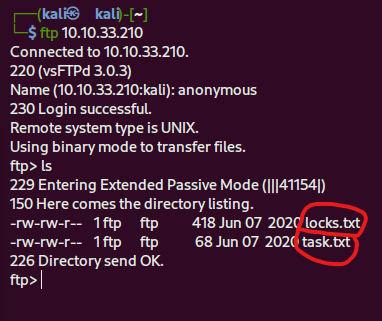 ┌──(kali㉿kali)-[~]
└─$ ftp 10.10.33.210
Connected to 10.10.33.210.
220 (vsFTPd 3.0.3)
Name (10.10.33.210:kali): anonymous
230 Login successful.
Remote system type is UNIX.
Using binary mode to transfer files.
ftp> ls
229 Entering Extended Passive Mode (|||41154|)
150 Here comes the directory listing.
-rw-rw-r-- 1 ftp ftp 418 Jun 07 2020 locks.txt
-rw-rw-r-- 1 ftp ftp 68 Jun 07 2020 task.txt
226 Directory send OK.
ftp>